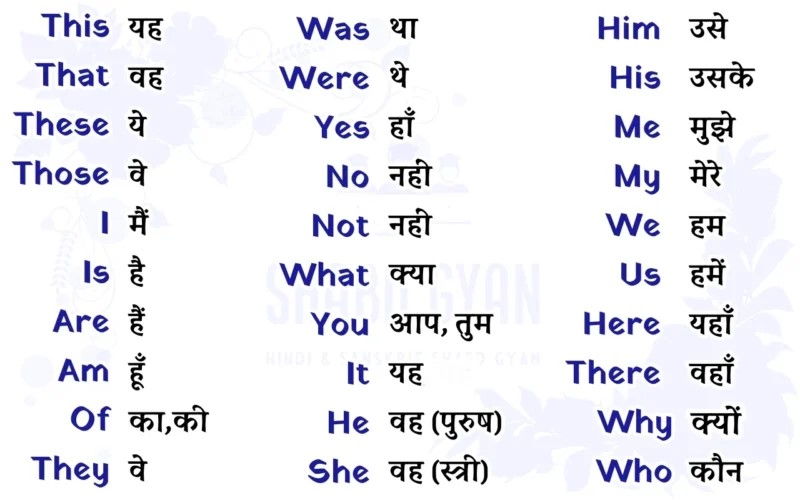 This यह
That वह
These ये
Those वे
I मैं
Is है
Are हैं
Am हूँ
Of का,की
They वे
Was था
Were थे
Yes हाँ
No नहीं
Not नहीं
What क्या
You आप, तुम
It यह
He वह (पुरुष)
She वह (स्त्री)
Him उसे
His उसके
Me मुझे
My मेरे
We हम
Us हमें
Here यहाँ
There वहाँ
Why क्यों
Who कौन
SHABD GYAN
HINDI & SANSKRIT SHABD GYAN